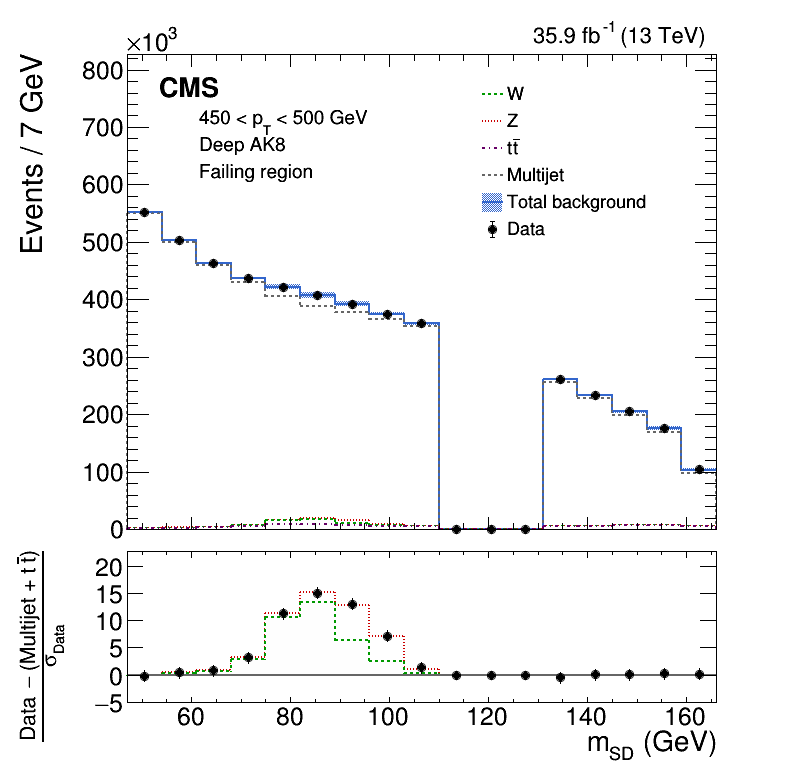 ×10³
35.9 fb⁻¹ (13 TeV)
Events / 7 GeV
800
700
600
500
400
300
200
100
0
CMS
450 < p_T < 500 GeV
Deep AK8
Failing region
W
Z
tt̄
Multijet
Total background
Data
Data − (Multijet + tt̄)
σ_Data
20
15
10
5
0
−5
60 80 100 120 140 160
m_SD (GeV)